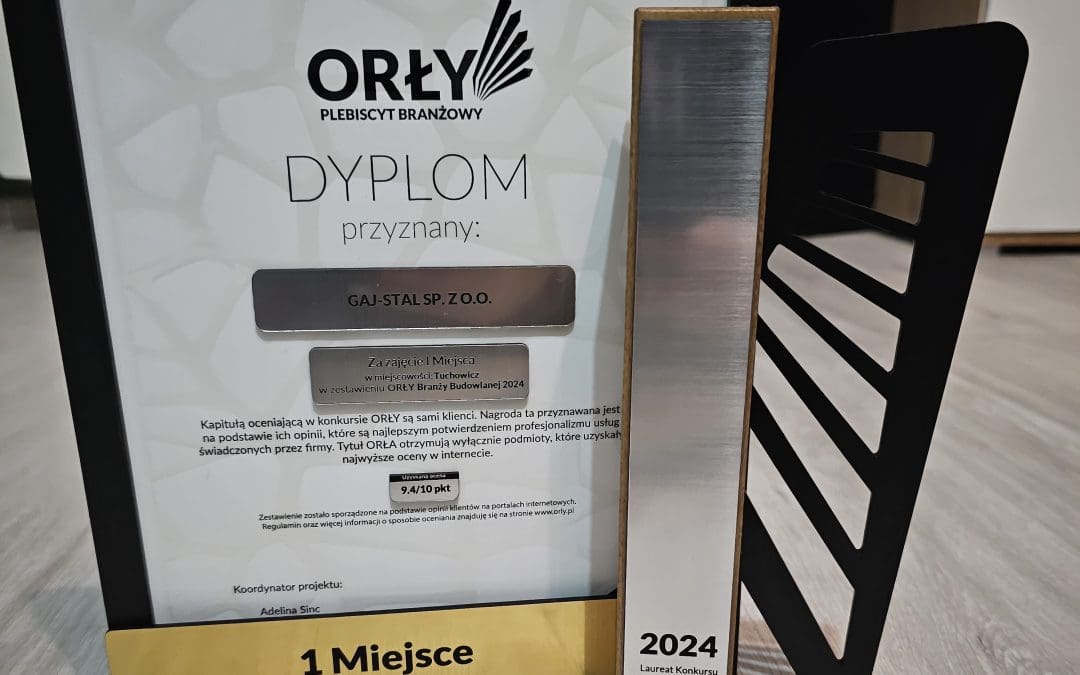 ORŁY
PLEBISCYT BRANŻOWY
DYPLOM
przyznany:
GAJ-STAL SP. Z O.O.
Za zajęcie I Miejsca
w miejscowości: Tuchowicz
w zestawieniu ORŁY Branży Budowlanej 2024
Kapitułą oceniającą w konkursie ORŁY są sami klienci. Nagroda ta przyznawana jest
na podstawie ich opinii, które są najlepszym potwierdzeniem profesjonalizmu usług
świadczonych przez firmy. Tytuł ORŁA otrzymują wyłącznie podmioty, które uzyskały
najwyższe oceny w internecie.
Uzyskana ocena
9.4/10 pkt
Zestawienie zostało sporządzone na podstawie opinii klientów na portalach internetowych.
Regulamin oraz więcej informacji o sposobie oceniania znajduję się na stronie www.orly.pl
Koordynator projektu:
Adelina Sinc
1 Miejsce
2024
Laureat Konkursu